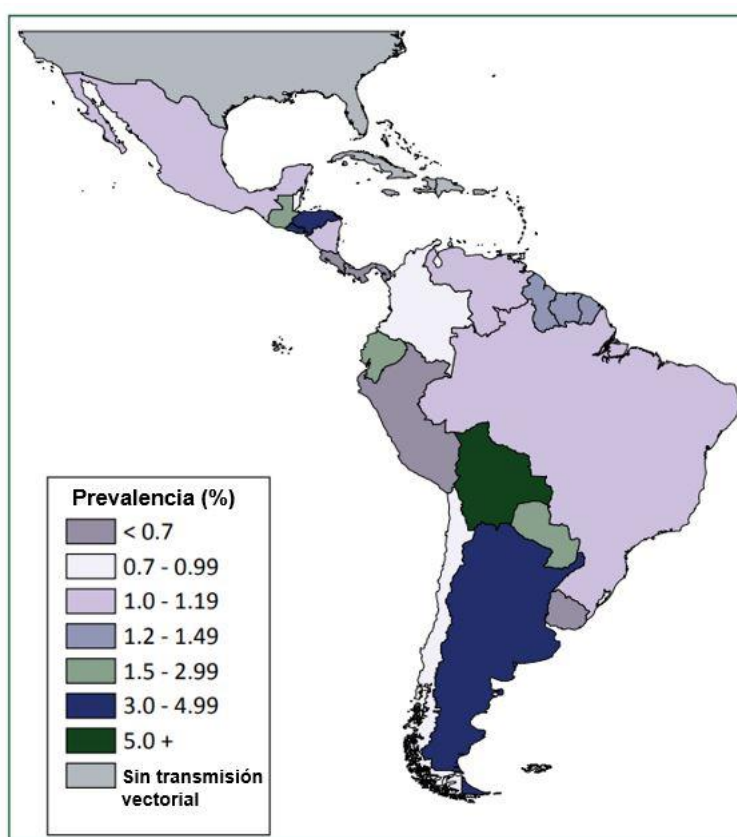 Prevalencia (%)
< 0.7
0.7 - 0.99
1.0 - 1.19
1.2 - 1.49
1.5 - 2.99
3.0 - 4.99
5.0 +
Sin transmisión
vectorial